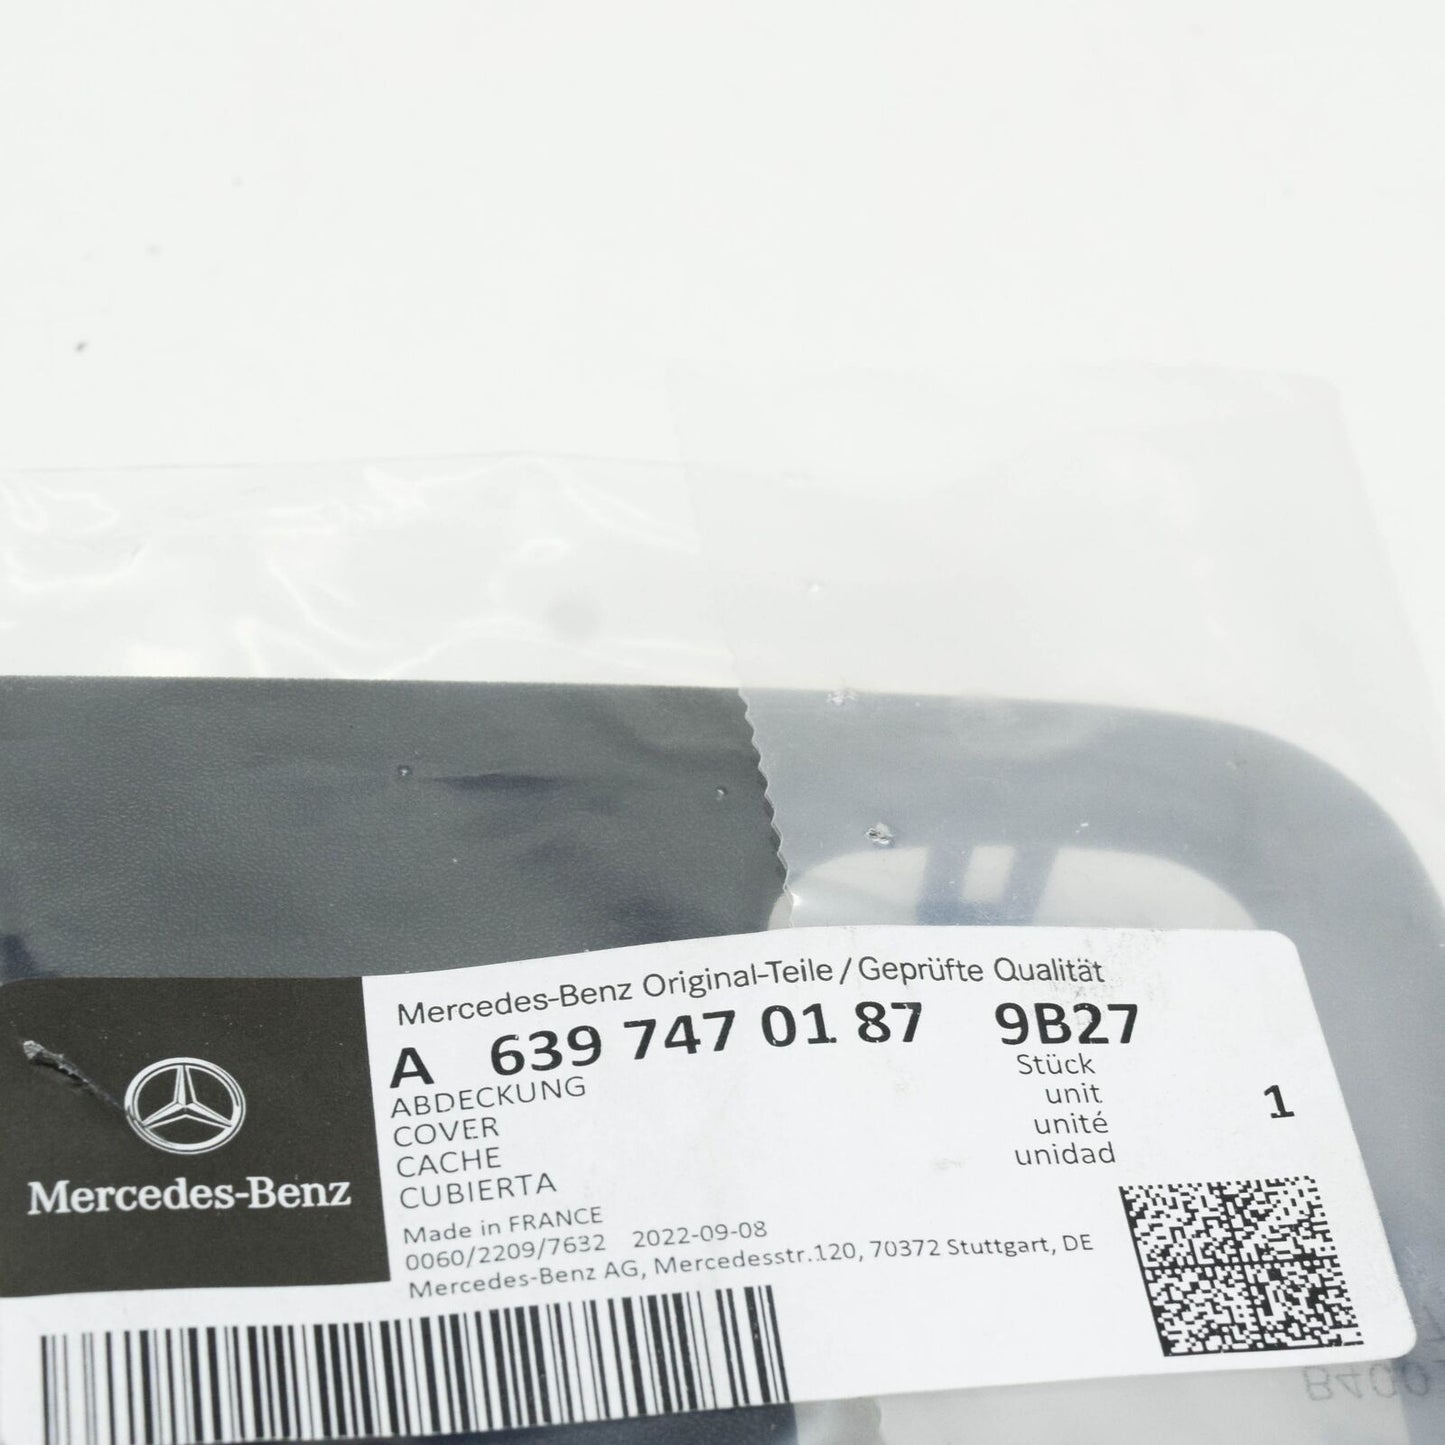 Mercedes-Benz
Mercedes-Benz Original-Teile / Geprüfte Qualität
A 639 747 01 87 9B27
ABDECKUNG
COVER
CACHE
CUBIERTA
Stück
unit
unité
unidad
1
Made in FRANCE
0060/2209/7632 2022-09-08
Mercedes-Benz AG, Mercedesstr.120, 70372 Stuttgart, DE